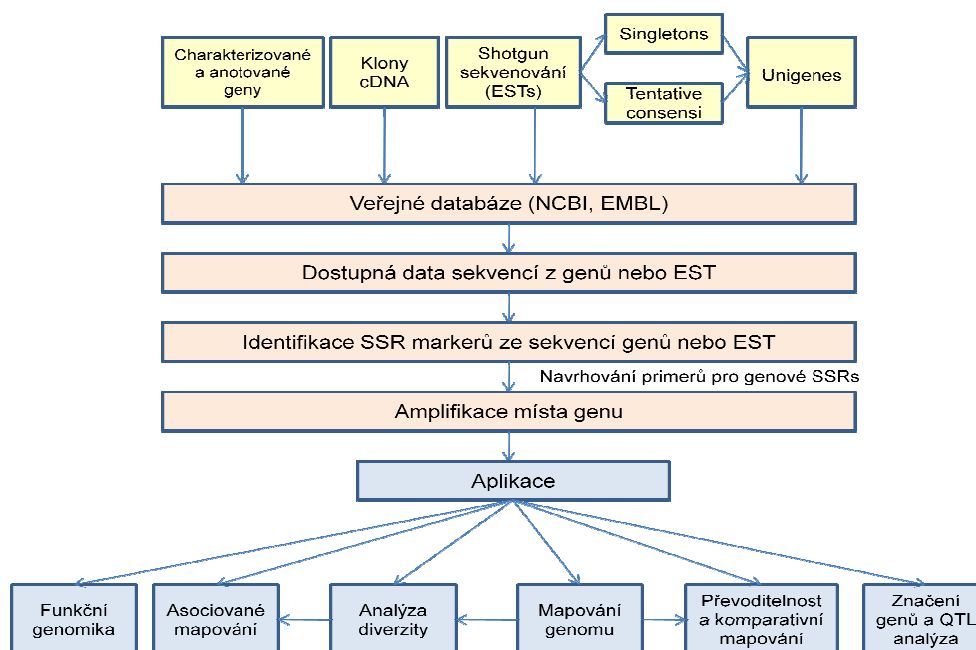 Charakterizované
a anotované
geny
Klony
cDNA
Shotgun
sekvenování
(ESTs)
Singletons
Tentative
consensi
Unigenes
Veřejné databáze (NCBI, EMBL)
Dostupná data sekvencí z genů nebo EST
Identifikace SSR markerů ze sekvencí genů nebo EST
Navrhování primerů pro genové SSRs
Amplifikace místa genu
Aplikace
Funkční
genomika
Asociované
mapování
Analýza
diverzity
Mapování
genomu
Převoditelnost
a komparativní
mapování
Značení
genů a QTL
analýza